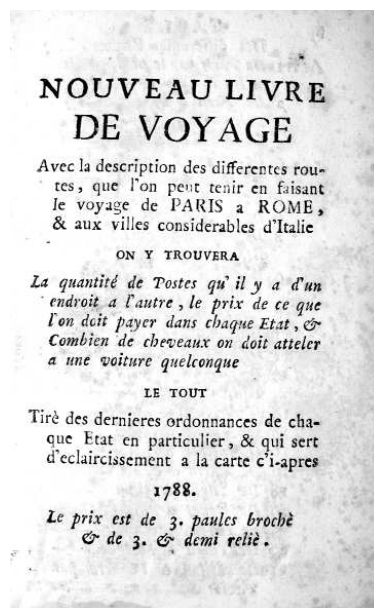 NOUVEAU LIVRE
DE VOYAGE
Avec la description des differentes rou-
tes, que l'on peut tenir en faisant
le voyage de PARIS a ROME,
& aux villes considerables d'Italie
ON Y TROUVERA
La quantité de Postes qu' il y a d'un
endroit a l'autre, le prix de ce que
l'on doit payer dans chaque Etat, &
Combien de cheveaux on doit atteler
a une voiture quelconque
LE TOUT
Tirè des dernieres ordonnances de cha-
que Etat en particulier, & qui sert
d'eclaircissement a la carte c'i-apres
1788.
Le prix est de 3. paules brochè
& de 3. & demi reliè.